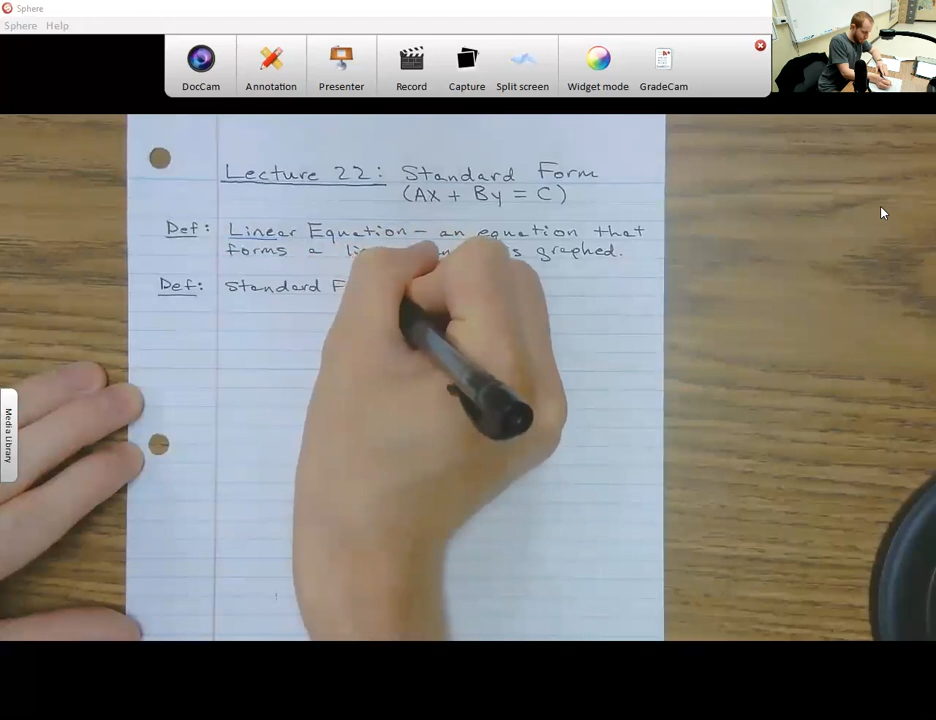 Sphere
Sphere Help
DocCam Annotation Presenter Record Capture Split screen Widget mode GradeCam
A+
Media Library
Lecture 22: Standard Form
(Ax + By = C)
Def: Linear Equation – an equation that
forms a graphed.
Def: Standard F